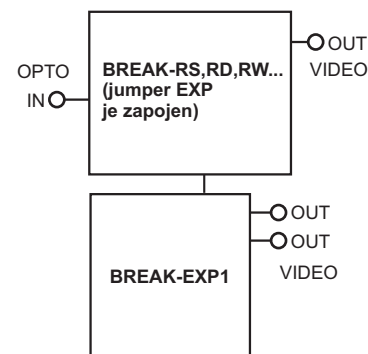 OUT
VIDEO
OPTO
IN
BREAK-RS,RD,RW...
(jumper EXP
je zapojen)
OUT
OUT
VIDEO
BREAK-EXP1